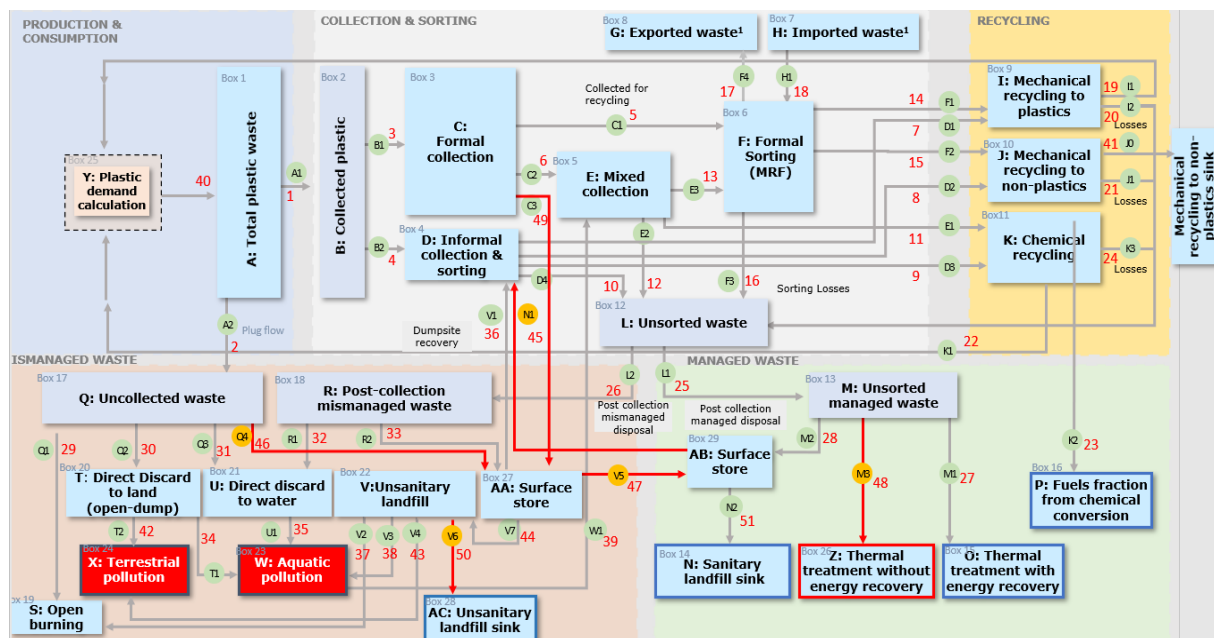 PRODUCTION &
CONSUMPTION
COLLECTION & SORTING
RECYCLING
Box 8
G: Exported waste¹
Box 7
H: Imported waste¹
Box 1
A: Total plastic waste
Box 2
B: Collected plastic
Box 3
C:
Formal
collection
Collected for
recycling
F4
17
H1
18
Box 6
F: Formal
Sorting
(MRF)
Box 9
I: Mechanical
recycling to
plastics
19
I1
I2
20
Losses
14
F1
7
D1
B1
3
C1
5
C2
6
C3
49
Box 5
E: Mixed
collection
13
E3
F2
15
Box 10
J: Mechanical
recycling to
non-plastics
41
J0
J1
21
Losses
Mechanical
recycling to non-
plastics sink
Box 25
Y: Plastic
demand
calculation
40
A1
1
D2
8
Box11
K: Chemical
recycling
K3
24
Losses
B2
4
Box 4
D: Informal
collection &
sorting
E2
12
11
E1
9
D3
D4
10
F3
16
Sorting Losses
A2
Plug flow
2
V1
36
N1
45
Dumpsite
recovery
Box 12
L: Unsorted waste
K1
22
ISMANAGED WASTE
MANAGED WASTE
Box 17
Q: Uncollected waste
Box 18
R: Post-collection
mismanaged waste
L2
26
L1
25
Post collection
mismanaged
disposal
Post collection
managed disposal
Box 13
M: Unsorted
managed waste
Q1
29
Q2
30
Q3
31
Q4
46
R1
32
R2
33
M2
28
M3
48
M1
27
K2
23
Box 29
AB: Surface
store
Box 20
T: Direct Discard
to land
(open-dump)
Box 21
U: Direct discard
to water
Box 22
V:Unsanitary
landfill
Box 27
AA: Surface
store
V5
47
Box 16
P: Fuels fraction
from chemical
conversion
T2
42
34
U1
35
V2
37
V3
38
V4
43
V6
50
V7
44
W1
39
N2
51
Box 24
X: Terrestrial
pollution
T1
Box 23
W: Aquatic
pollution
Box 14
N: Sanitary
landfill sink
Box 26
Z: Thermal
treatment without
energy recovery
O: Thermal
treatment with
energy recovery
S: Open
burning
Box 28
AC: Unsanitary
landfill sink